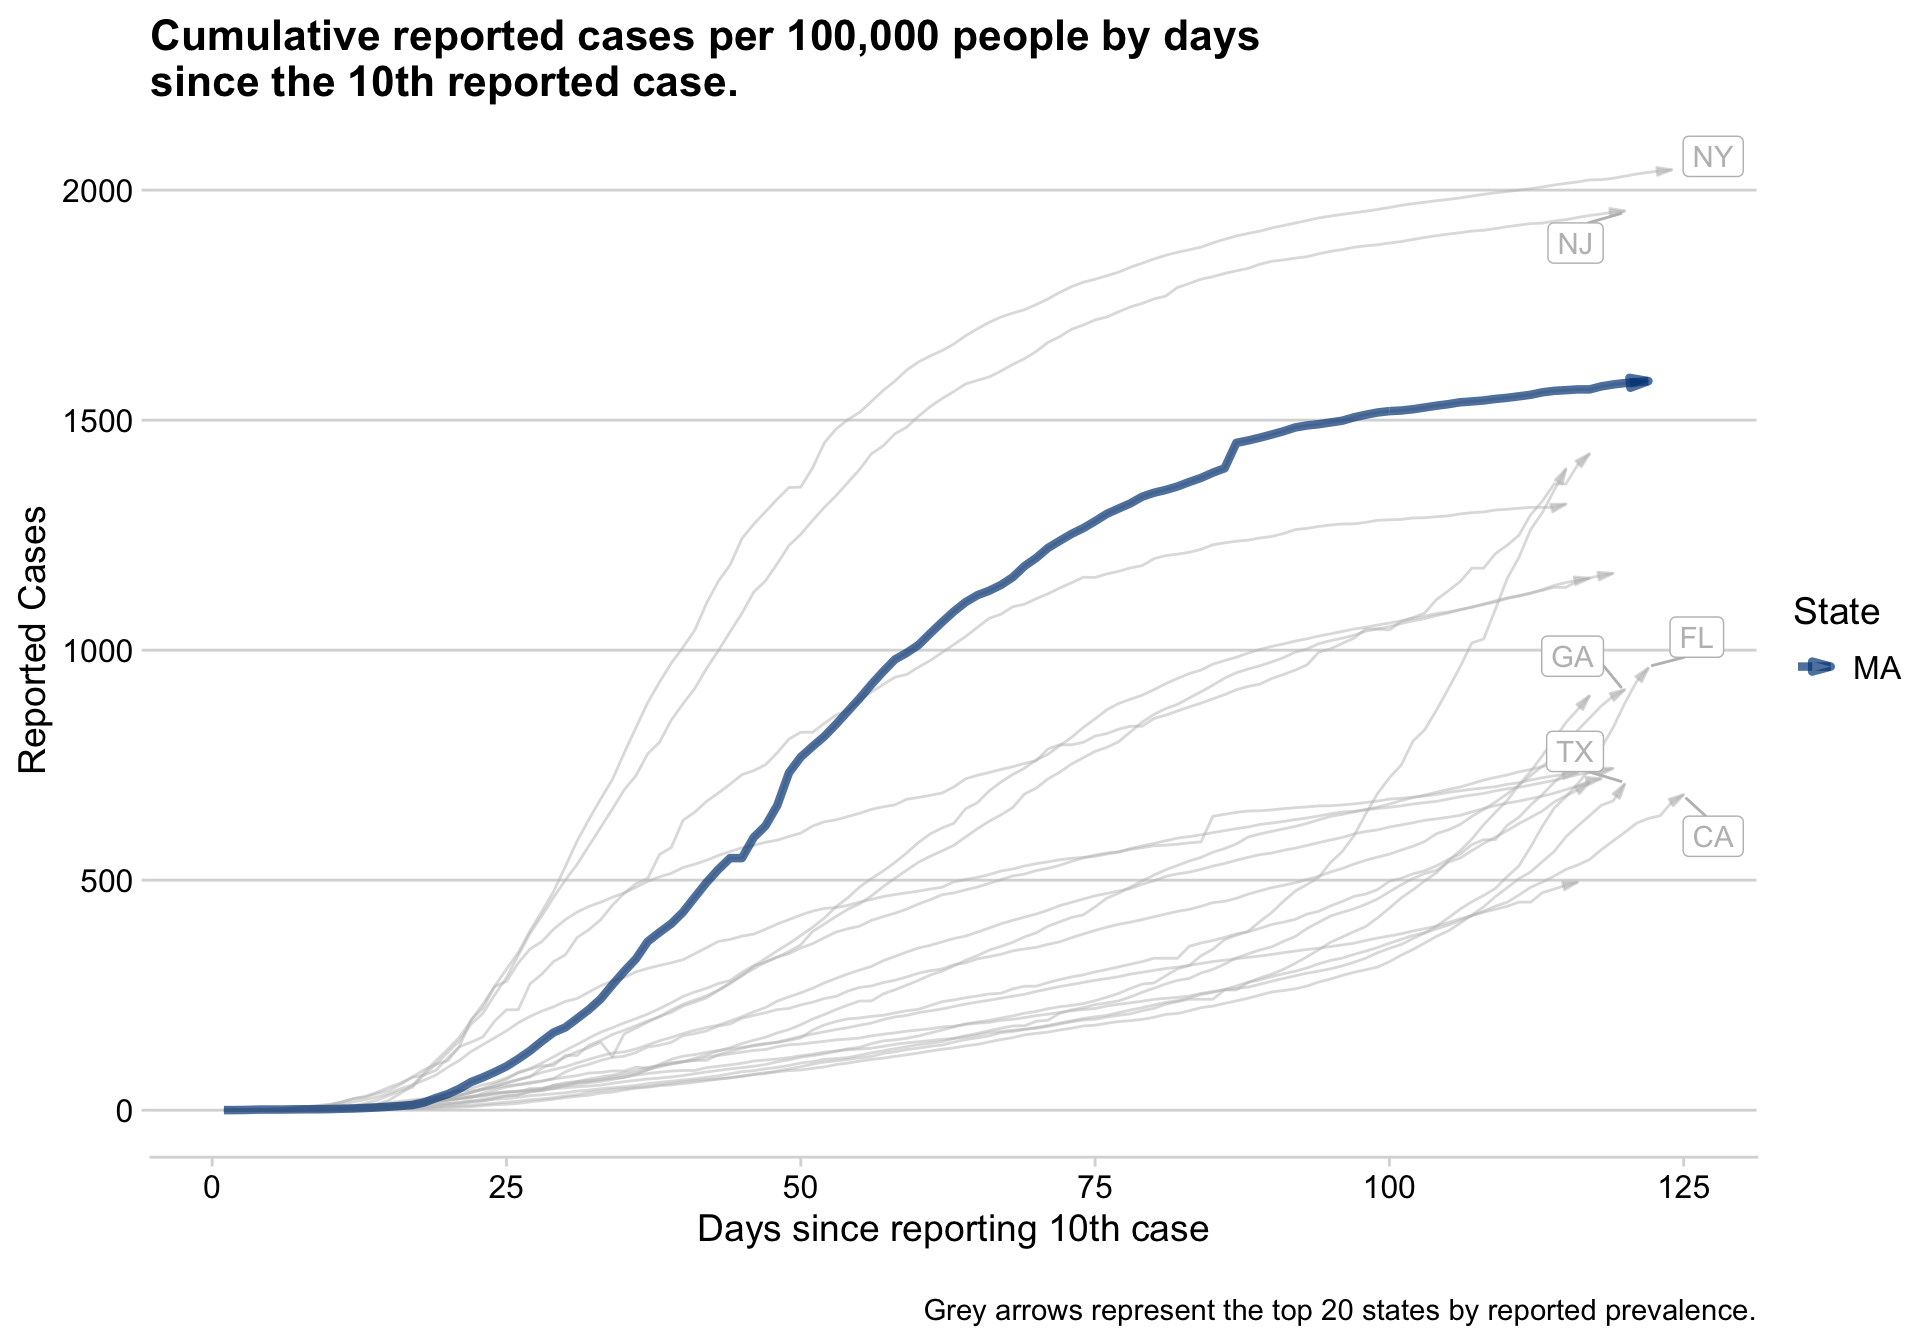 Cumulative reported cases per 100,000 people by days
since the 10th reported case.
NY
2000
NJ
1500
Reported Cases
State
FL
GA
1000
MA
TX
CA
500
0
0 25 50 75 100 125
Days since reporting 10th case
Grey arrows represent the top 20 states by reported prevalence.